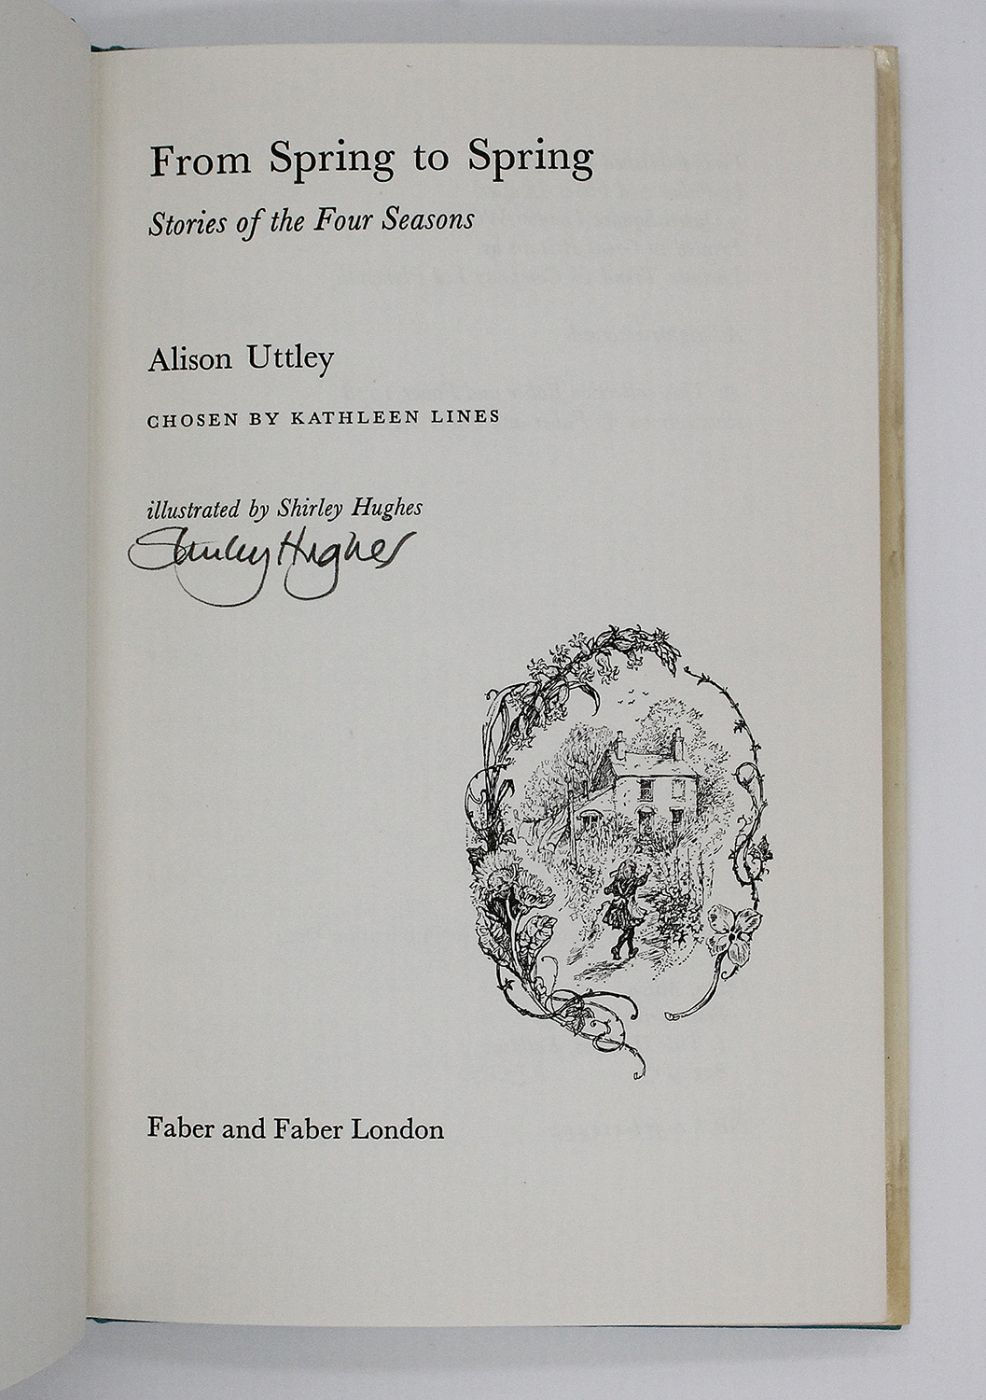 From Spring to Spring
Stories of the Four Seasons
Alison Uttley
CHOSEN BY KATHLEEN LINES
illustrated by Shirley Hughes
Shirley Hughes
Faber and Faber London